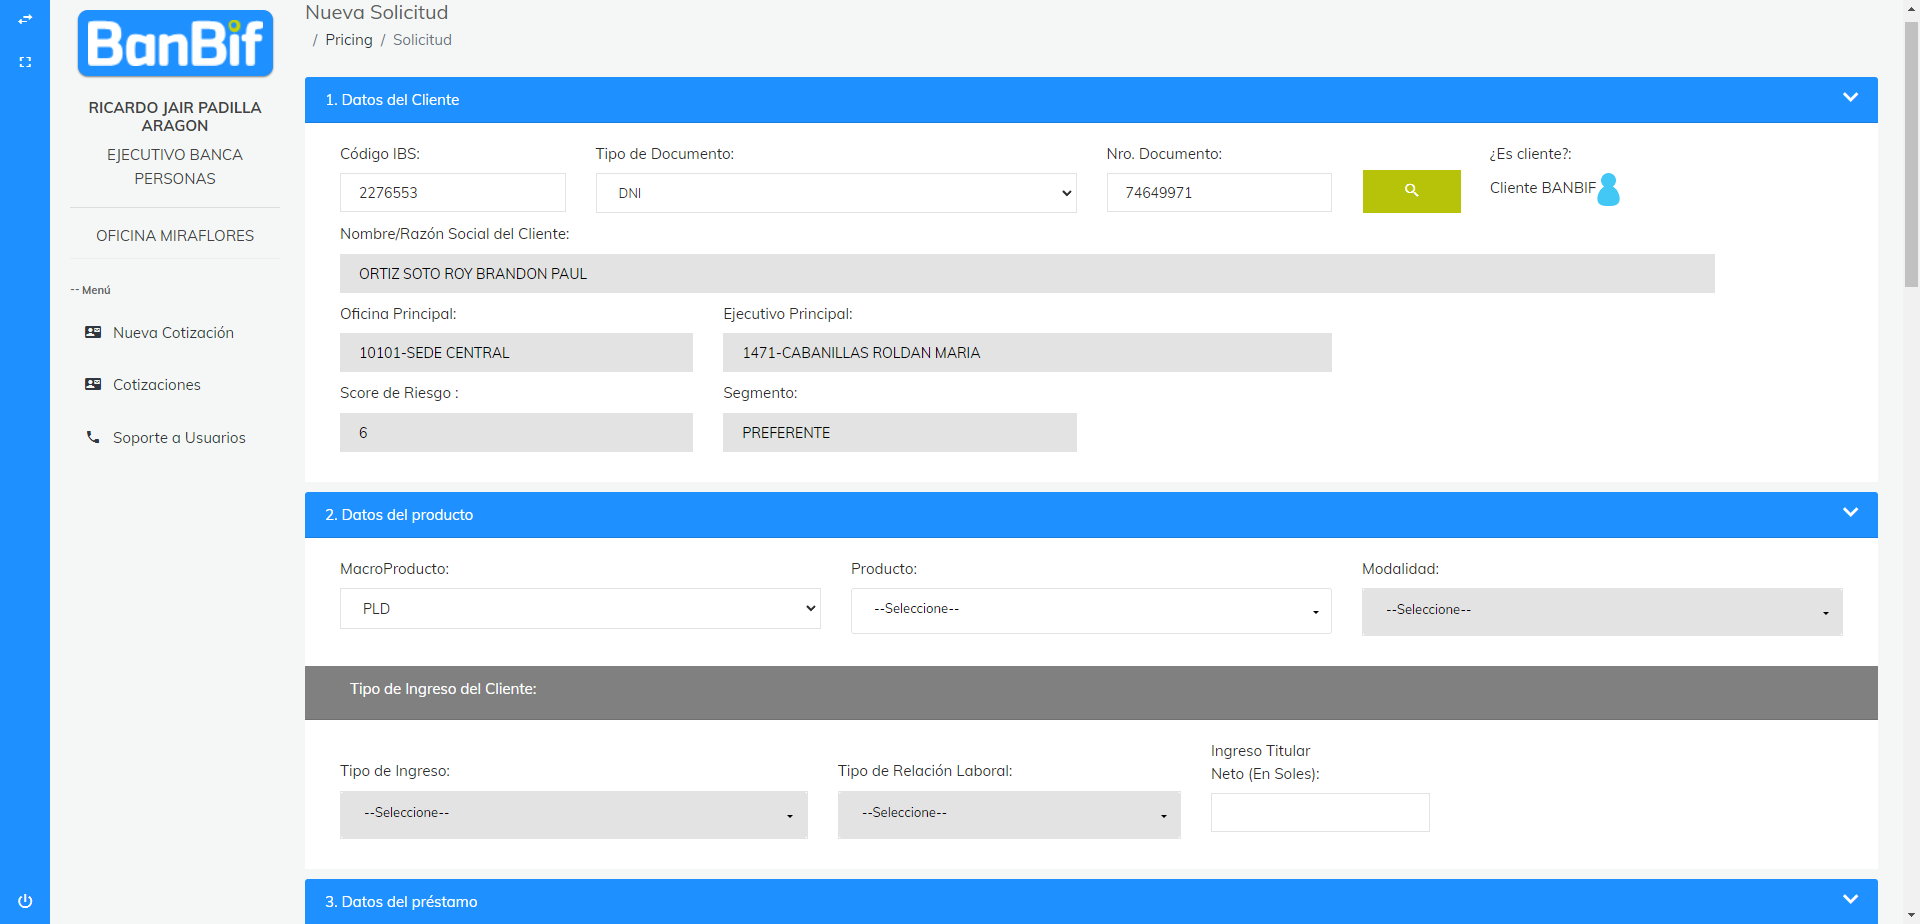 BanBif
RICARDO JAIR PADILLA
ARAGON
EJECUTIVO BANCA
PERSONAS
OFICINA MIRAFLORES
-- Menú
Nueva Cotización
Cotizaciones
Soporte a Usuarios
Nueva Solicitud
/ Pricing / Solicitud
1. Datos del Cliente
Código IBS:
Tipo de Documento:
Nro. Documento:
¿Es cliente?:
2276553
DNI
74649971
Cliente BANBIF
Nombre/Razón Social del Cliente:
ORTIZ SOTO ROY BRANDON PAUL
Oficina Principal:
Ejecutivo Principal:
10101-SEDE CENTRAL
1471-CABANILLAS ROLDAN MARIA
Score de Riesgo :
Segmento:
6
PREFERENTE
2. Datos del producto
MacroProducto:
Producto:
Modalidad:
PLD
--Seleccione--
--Seleccione--
Tipo de Ingreso del Cliente:
Tipo de Ingreso:
Tipo de Relación Laboral:
Ingreso Titular
Neto (En Soles):
--Seleccione--
--Seleccione--
3. Datos del préstamo